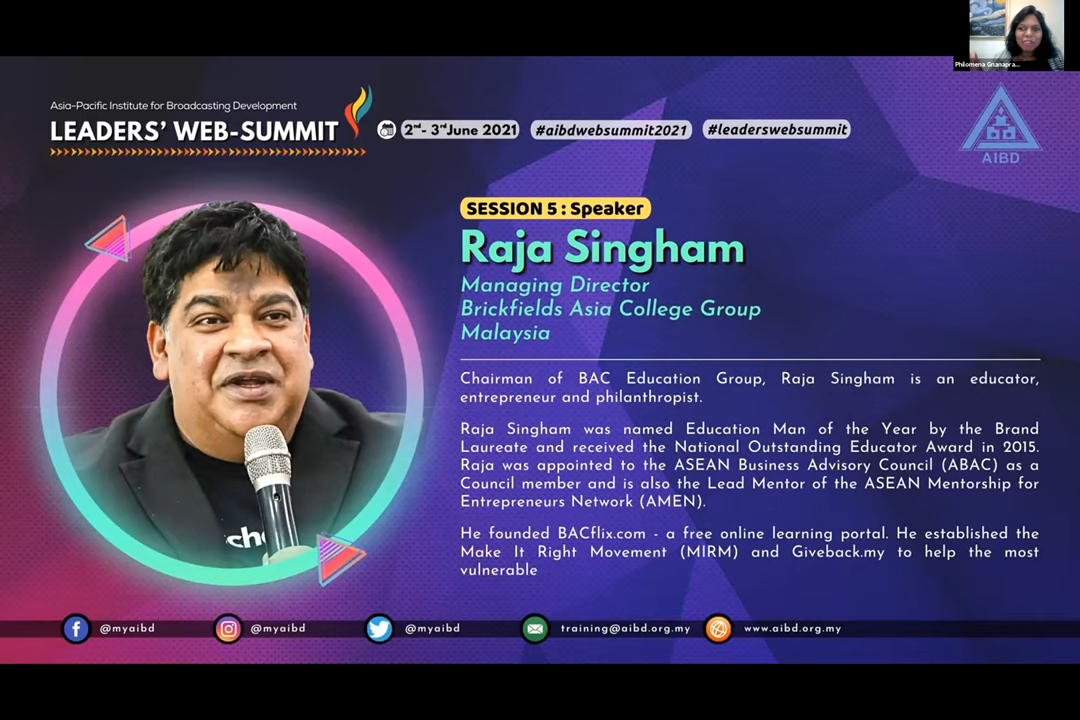 Philomena Gnanapra...
Asia-Pacific Institute for Broadcasting Development
LEADERS' WEB-SUMMIT
2nd- 3rd June 2021
#aibdwebsummit2021
#leaderswebsummit
AIBD
SESSION 5 : Speaker
Raja Singham
Managing Director
Brickfields Asia College Group
Malaysia
Chairman of BAC Education Group, Raja Singham is an educator,
entrepreneur and philanthropist.
Raja Singham was named Education Man of the Year by the Brand
Laureate and received the National Outstanding Educator Award in 2015.
Raja was appointed to the ASEAN Business Advisory Council (ABAC) as a
Council member and is also the Lead Mentor of the ASEAN Mentorship for
Entrepreneurs Network (AMEN).
He founded BACflix.com - a free online learning portal. He established the
Make It Right Movement (MIRM) and Giveback.my to help the most
vulnerable
@myaibd
@myaibd
@myaibd
training@aibd.org.my
www.aibd.org.my